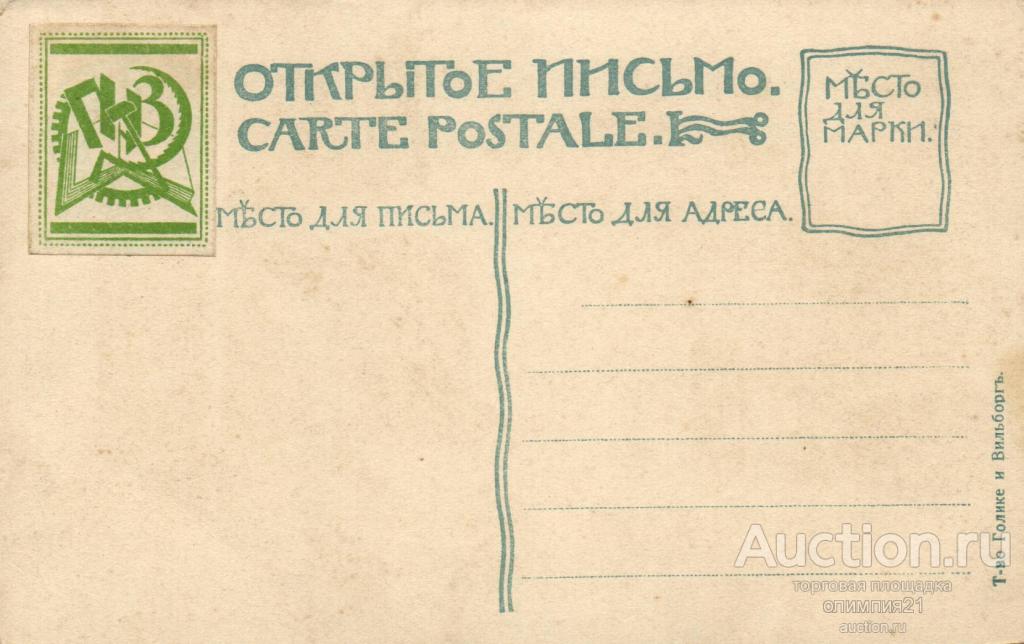 ПКЗ
ОТКРЫТОЕ ПИСЬМО.
CARTE POSTALE.
МѢСТО
ДЛЯ
МАРКИ.
МѢСТО ДЛЯ ПИСЬМА.
МѢСТО ДЛЯ АДРЕСА.
Т-во Голике и Вильборгъ.
Auction.ru
торговая площадка
олимпия21
auction.ru